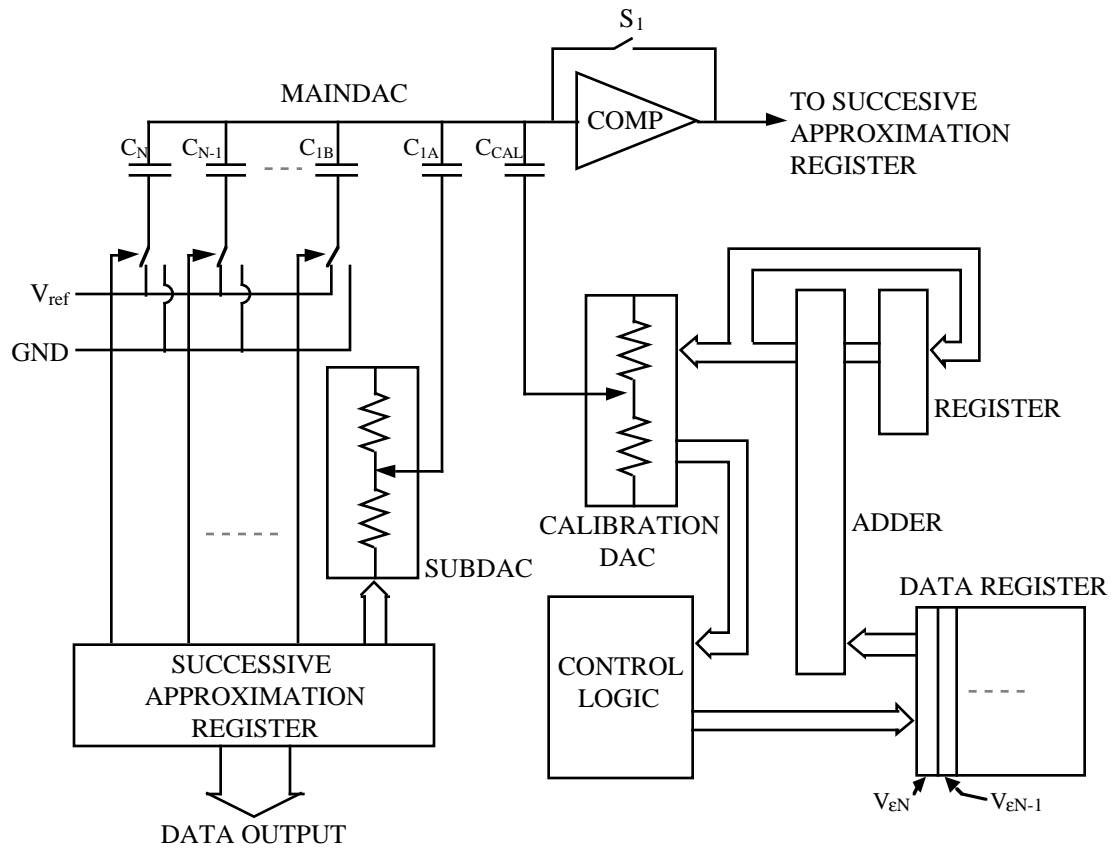 S1
MAINDAC
COMP
TO SUCCESIVE
APPROXIMATION
REGISTER
CN
CN-1
C1B
C1A
CCAL
Vref
GND
REGISTER
CALIBRATION
DAC
ADDER
SUBDAC
DATA REGISTER
SUCCESSIVE
APPROXIMATION
REGISTER
CONTROL
LOGIC
VεN
VεN-1
DATA OUTPUT